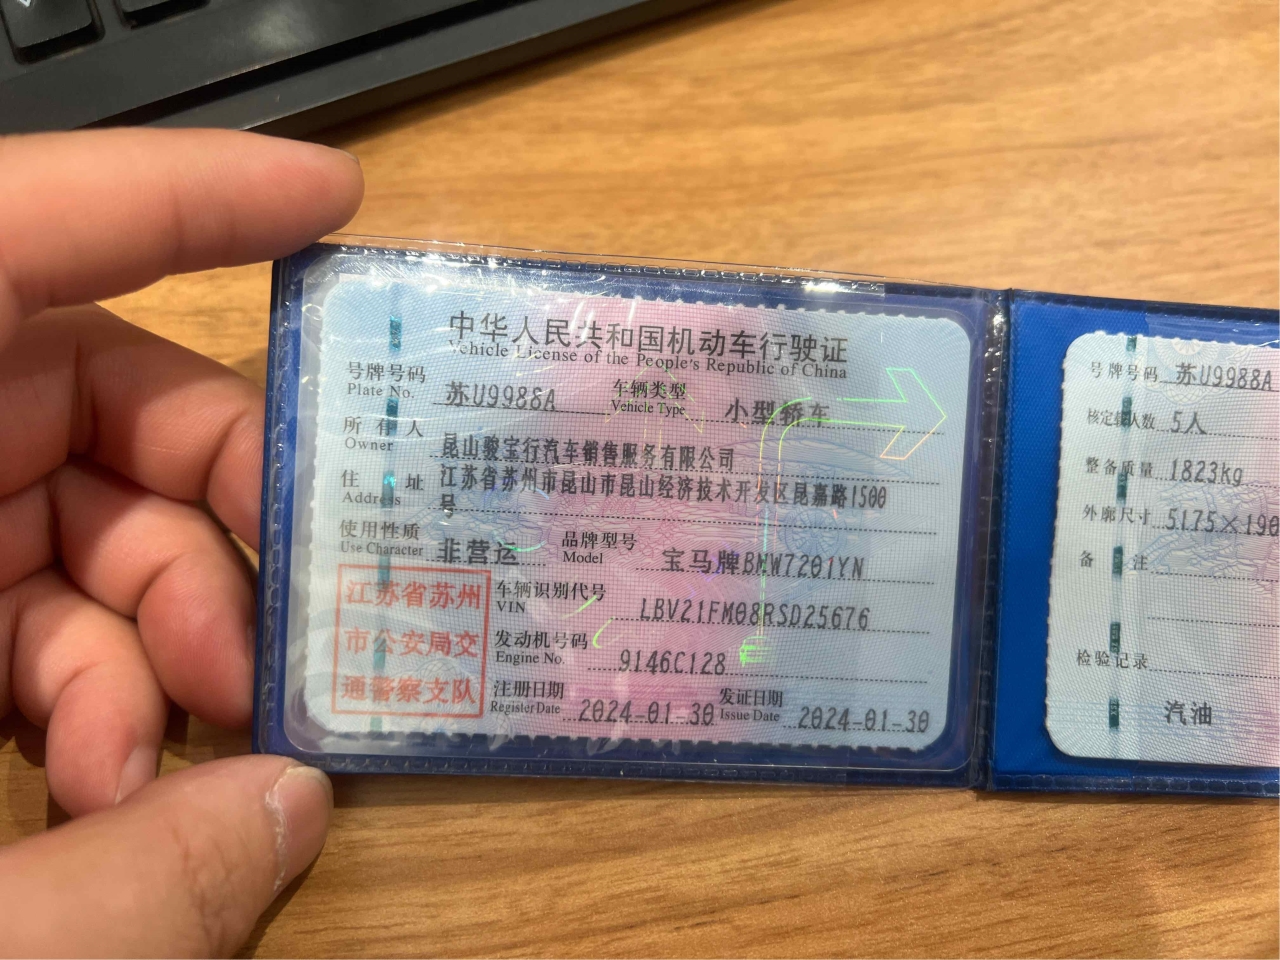 中华人民共和国机动车行驶证
Vehicle License of the People's Republic of China
号牌号码 苏U9988A 车辆类型 小型轿车
Plate No. Vehicle Type
所有人 昆山骏宝行汽车销售服务有限公司
Owner
住址 江苏省苏州市昆山市昆山经济技术开发区昆嘉路1500
Address 号
使用性质 非营运 品牌型号 宝马牌BMW7201YN
Use Character Model
江苏省苏州
市公安局交
通警察支队
车辆识别代号 LBV21FM08RSD25676
VIN
发动机号码 9146C128
Engine No.
注册日期 2024-01-30 发证日期 2024-01-30
Register Date Issue Date
号牌号码 苏U9988A
核定载人数 5人
整备质量 1823kg
外廓尺寸 5175×196
备注
检验记录
汽油